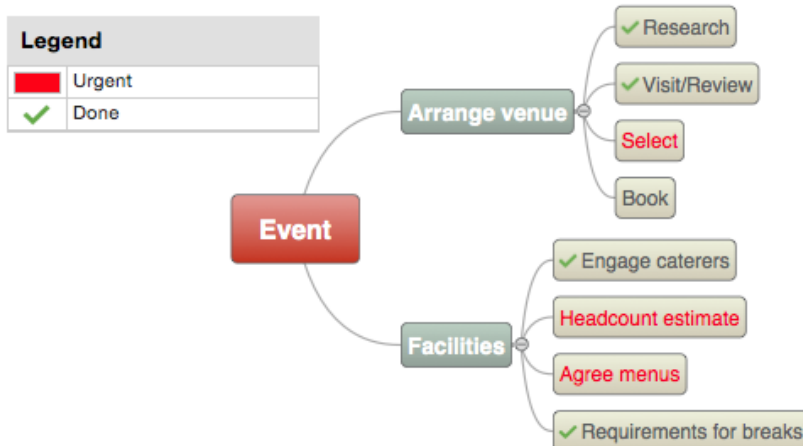 Legend
Urgent
Done
Event
Arrange venue
Research
Visit/Review
Select
Book
Facilities
Engage caterers
Headcount estimate
Agree menus
Requirements for breaks